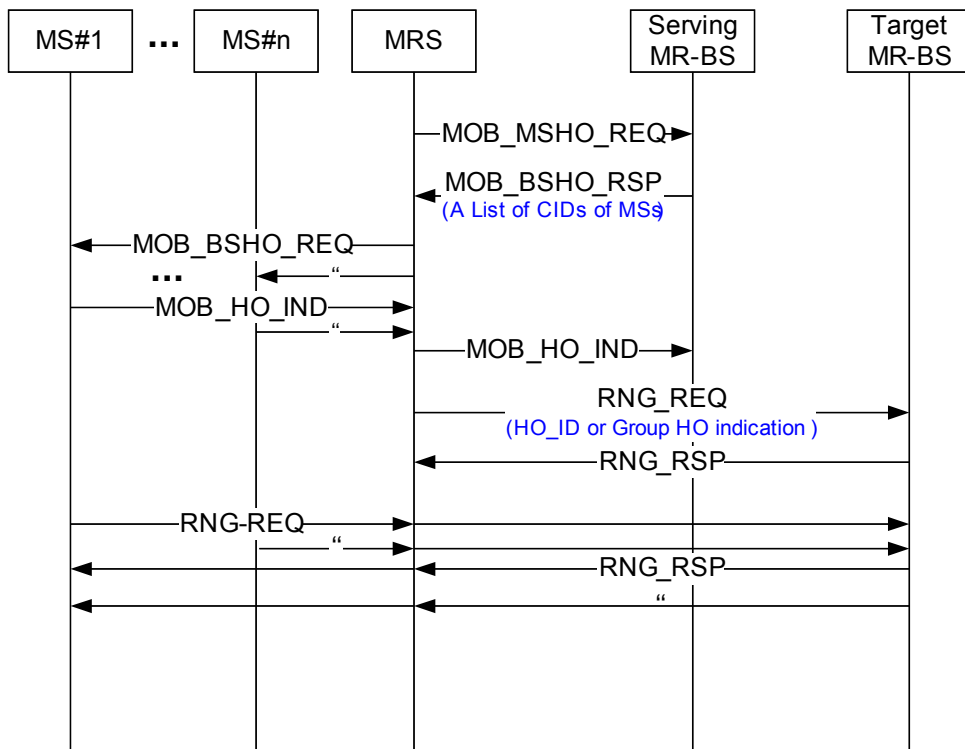 MS#1 ... MS#n MRS Serving MR-BS Target MR-BS
MOB_MSHO_REQ
MOB_BSHO_RSP
(A List of CIDs of MSs)
MOB_BSHO_REQ
... “
MOB_HO_IND
“
MOB_HO_IND
RNG_REQ
(HO_ID or Group HO indication )
RNG_RSP
RNG-REQ
“
RNG_RSP
“